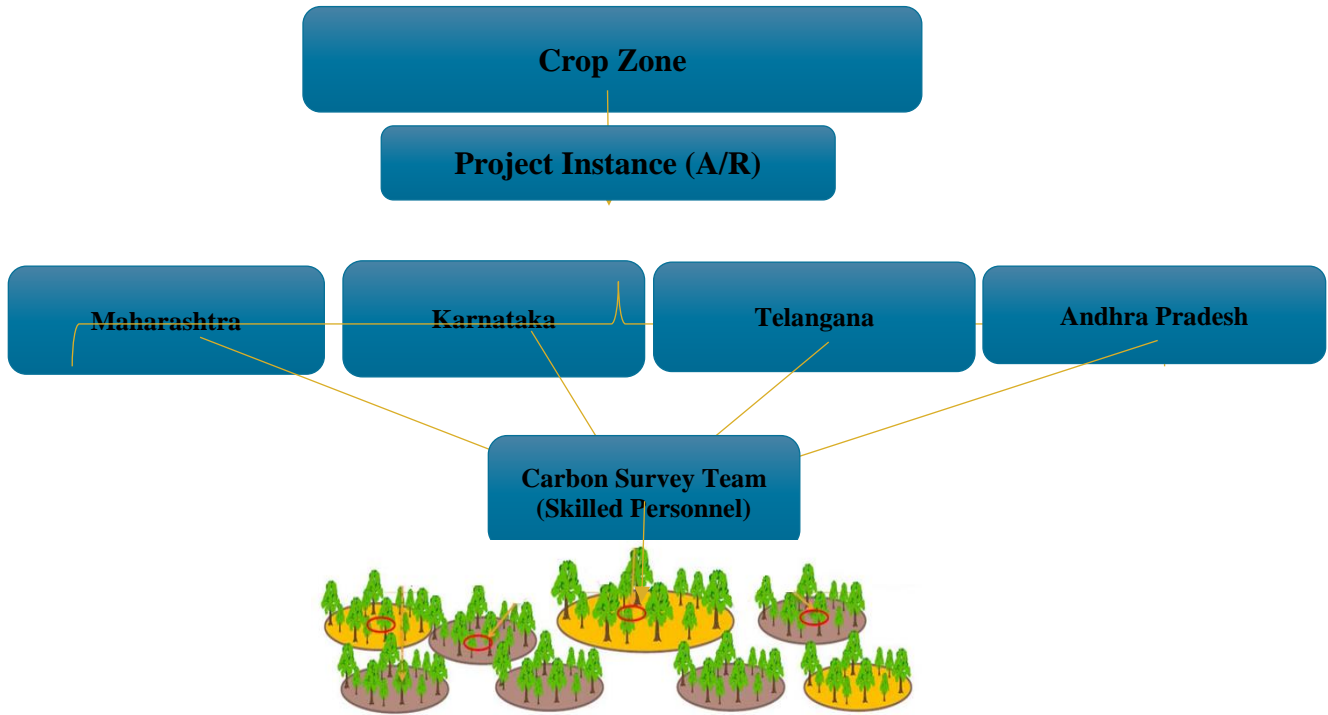 Crop Zone
Project Instance (A/R)
Maharashtra
Karnataka
Telangana
Andhra Pradesh
Carbon Survey Team
(Skilled Personnel)